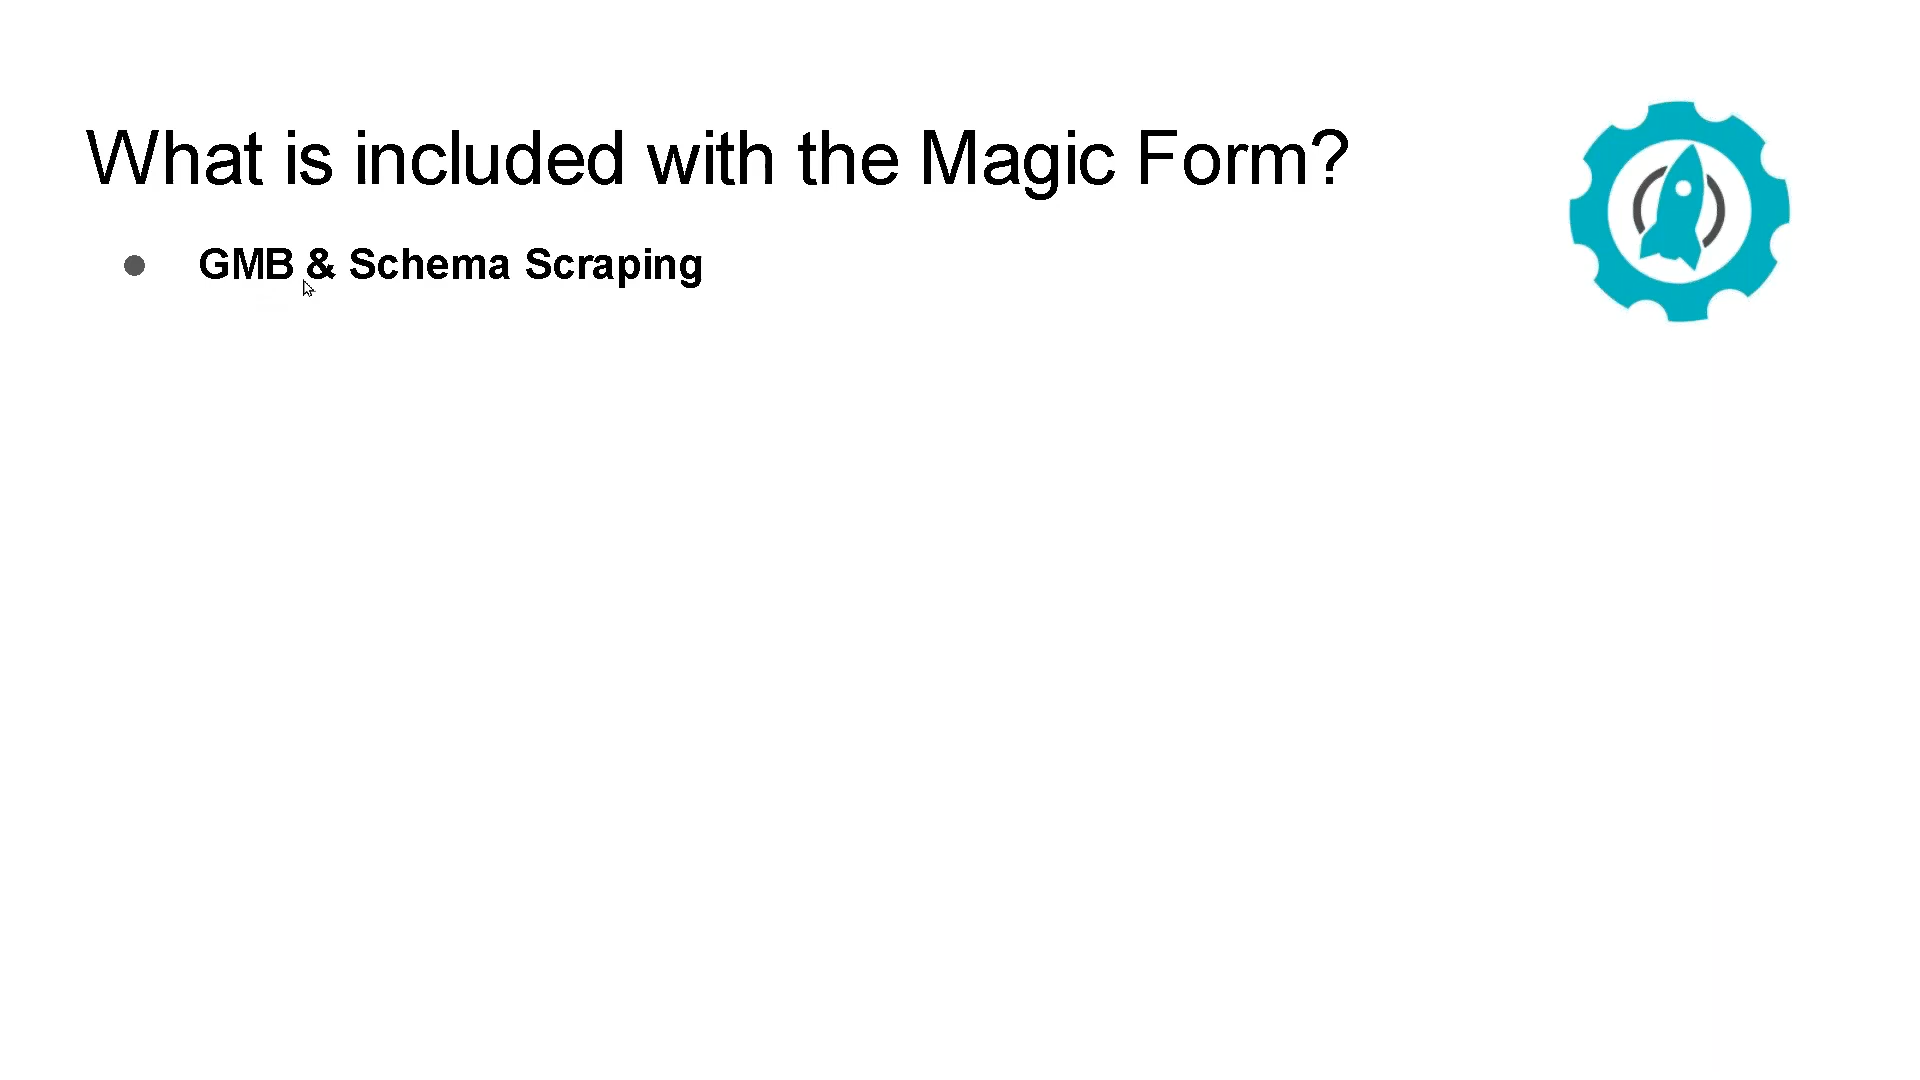 What is included with the Magic Form?
● GMB & Schema Scraping